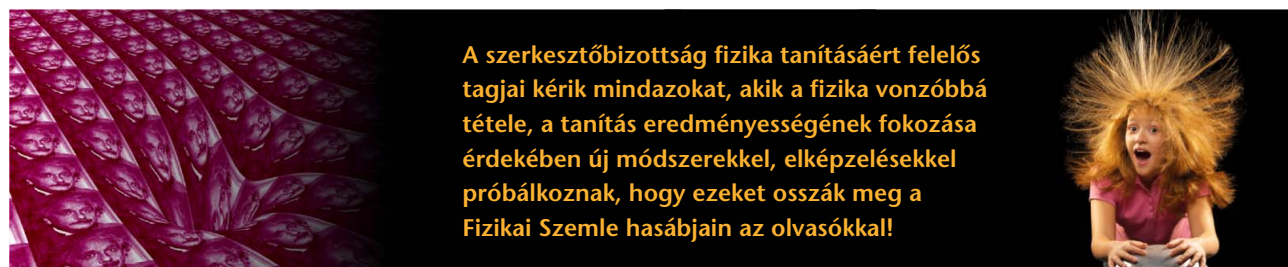 A szerkesztőbizottság fizika tanításáért felelős
tagjai kérik mindazokat, akik a fizika vonzóbbá
tétele, a tanítás eredményességének fokozása
érdekében új módszerekkel, elképzelésekkel
próbálkoznak, hogy ezeket osszák meg a
Fizikai Szemle hasábjain az olvasókkal!